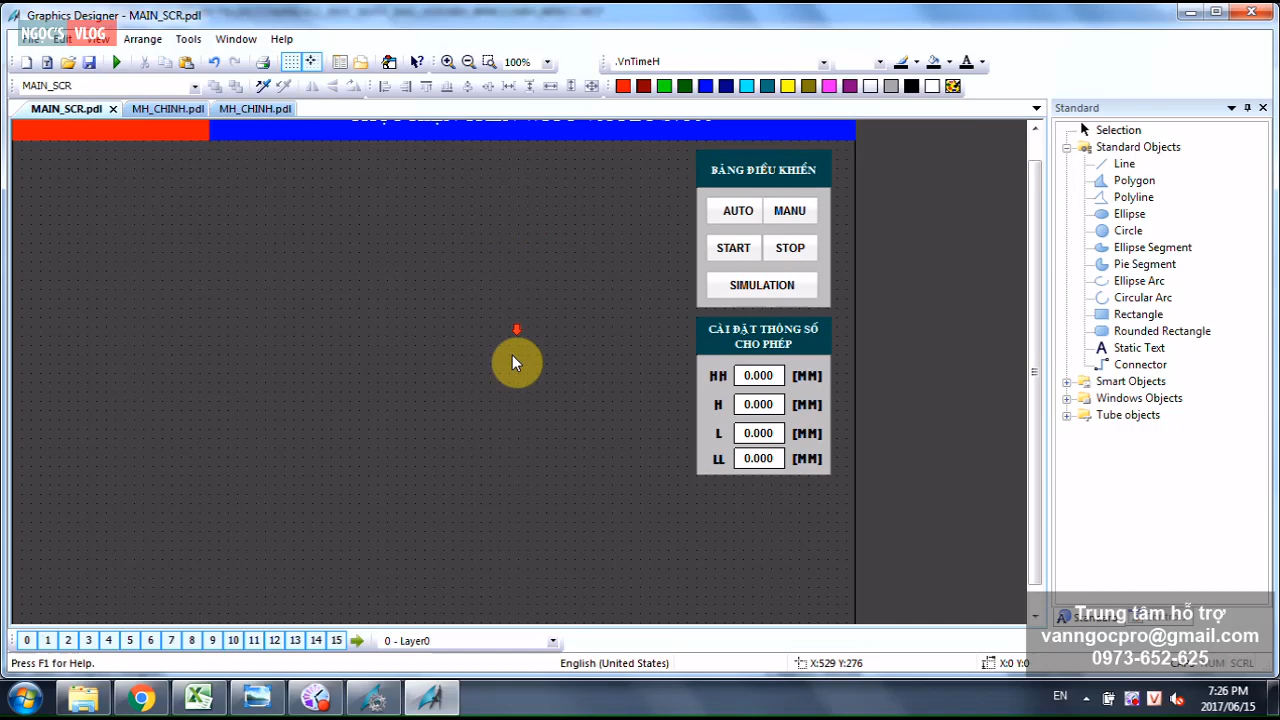 Graphics Designer - MAIN_SCR.pdl
NGOC'S VLOG
File Edit View Arrange Tools Window Help
100%
.VnTimeH
MAIN_SCR
MAIN_SCR.pdl MH_CHINH.pdl MH_CHINH.pdl
Standard
Selection
Standard Objects
Line
Polygon
Polyline
Ellipse
Circle
Ellipse Segment
Pie Segment
Ellipse Arc
Circular Arc
Rectangle
Rounded Rectangle
Static Text
Connector
Smart Objects
Windows Objects
Tube objects
BẢNG ĐIỀU KHIỂN
AUTO MANU
START STOP
SIMULATION
CÀI ĐẶT THÔNG SỐ
CHO PHÉP
HH 0.000 [MM]
H 0.000 [MM]
L 0.000 [MM]
LL 0.000 [MM]
Trung tâm hỗ trợ
vanngocpro@gmail.com
0973-652-625
0 1 2 3 4 5 6 7 8 9 10 11 12 13 14 15 0 - Layer0
Press F1 for Help. English (United States) X:529 Y:276 X:0 Y:0 NUM SCRL
EN 7:26 PM
2017/06/15